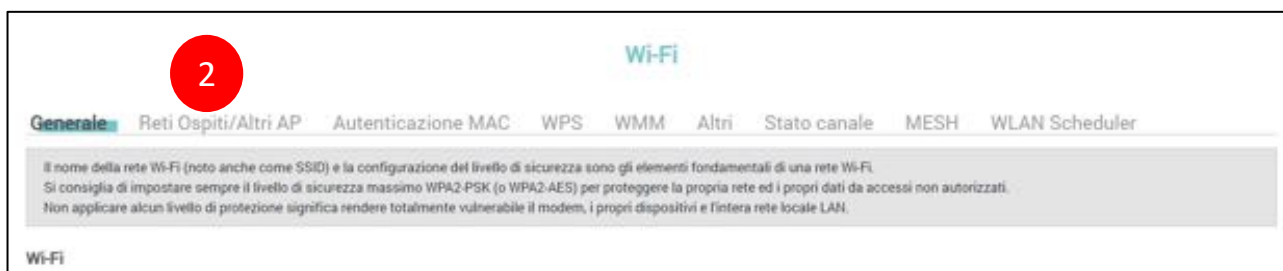 Wi-Fi
2
Generale Reti Ospiti/Altri AP Autenticazione MAC WPS WMM Altri Stato canale MESH WLAN Scheduler
Il nome della rete Wi-Fi (noto anche come SSID) e la configurazione del livello di sicurezza sono gli elementi fondamentali di una rete Wi-Fi.
Si consiglia di impostare sempre il livello di sicurezza massimo WPA2-PSK (o WPA2-AES) per proteggere la propria rete ed i propri dati da accessi non autorizzati.
Non applicare alcun livello di protezione significa rendere totalmente vulnerabile il modem, i propri dispositivi e l'intera rete locale LAN.
Wi-Fi